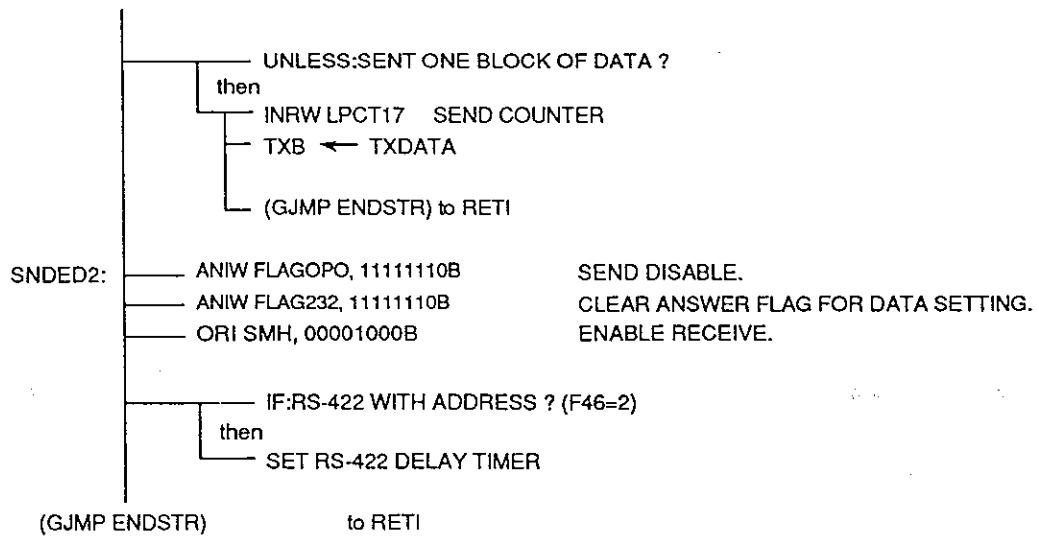 UNLESS:SENT ONE BLOCK OF DATA ?
then
INRW LPCT17 SEND COUNTER
TXB ← TXDATA
(GJMP ENDSTR) to RETI
SNDED2: ANIW FLAGOPO, 11111110B SEND DISABLE.
ANIW FLAG232, 11111110B CLEAR ANSWER FLAG FOR DATA SETTING.
ORI SMH, 00001000B ENABLE RECEIVE.
IF:RS-422 WITH ADDRESS ? (F46=2)
then
SET RS-422 DELAY TIMER
(GJMP ENDSTR) to RETI